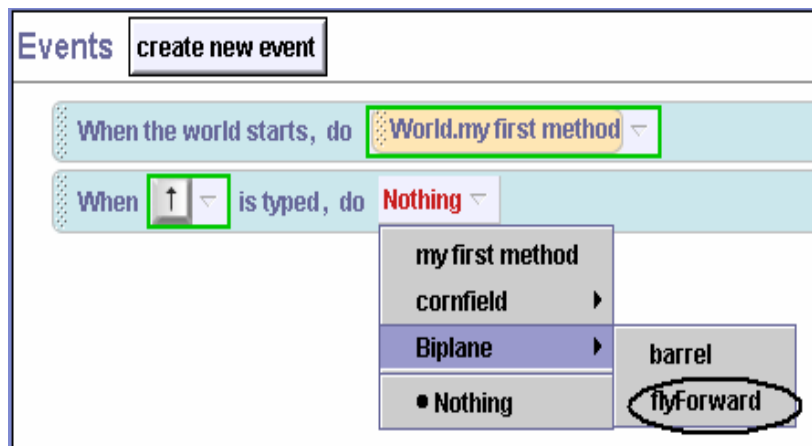 Events create new event
When the world starts, do World.my first method
When ↑ is typed, do Nothing
my first method
cornfield
Biplane
• Nothing
barrel
flyForward